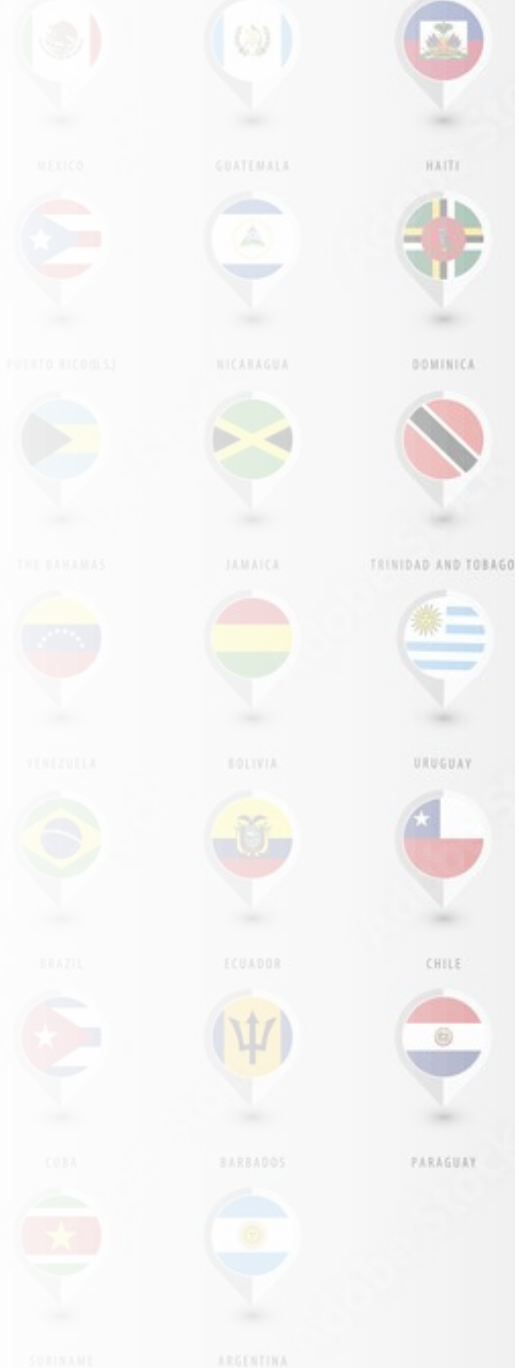 MEXICO GUATEMALA HAITI
PUERTO RICO(U.S.) NICARAGUA DOMINICA
THE BAHAMAS JAMAICA TRINIDAD AND TOBAGO
VENEZUELA BOLIVIA URUGUAY
BRAZIL ECUADOR CHILE
CUBA BARBADOS PARAGUAY
SURINAME ARGENTINA